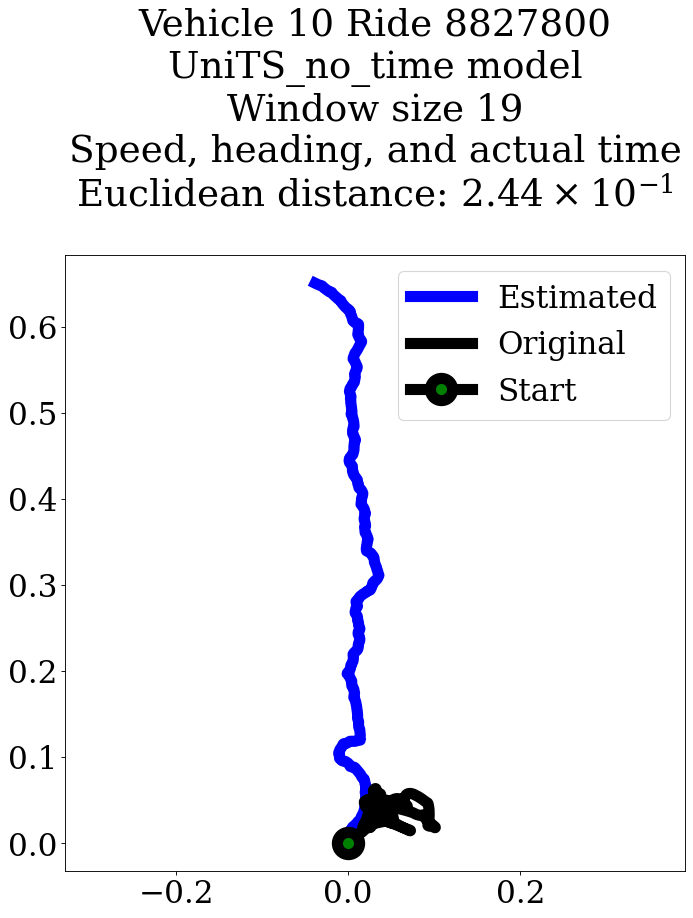 Vehicle 10 Ride 8827800
UniTS_no_time model
Window size 19
Speed, heading, and actual time
Euclidean distance: 2.44 × 10⁻¹
Estimated
Original
Start
0.6
0.5
0.4
0.3
0.2
0.1
0.0
−0.2
0.0
0.2